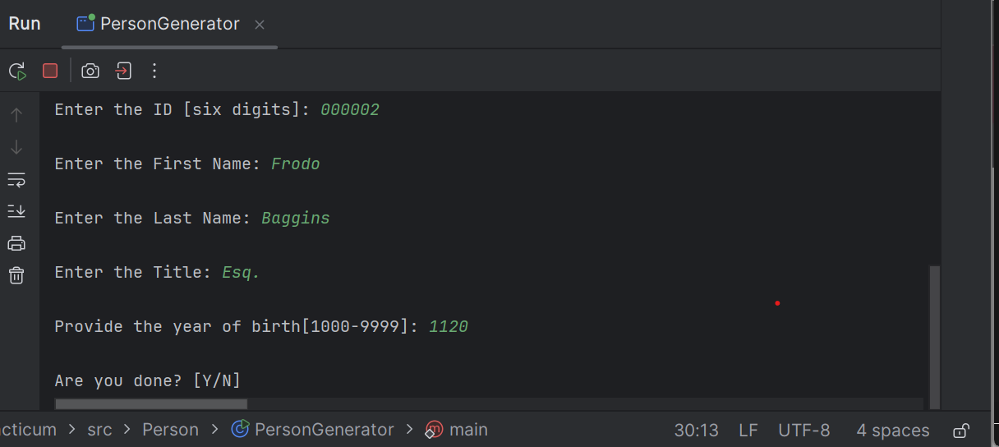 Run PersonGenerator
Enter the ID [six digits]: 000002
Enter the First Name: Frodo
Enter the Last Name: Baggins
Enter the Title: Esq.
Provide the year of birth[1000-9999]: 1120
Are you done? [Y/N]
cticum > src > Person > PersonGenerator > main 30:13 LF UTF-8 4 spaces